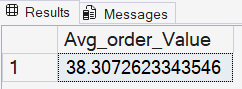 Results Messages
Avg_order_Value
1 38.3072623343546